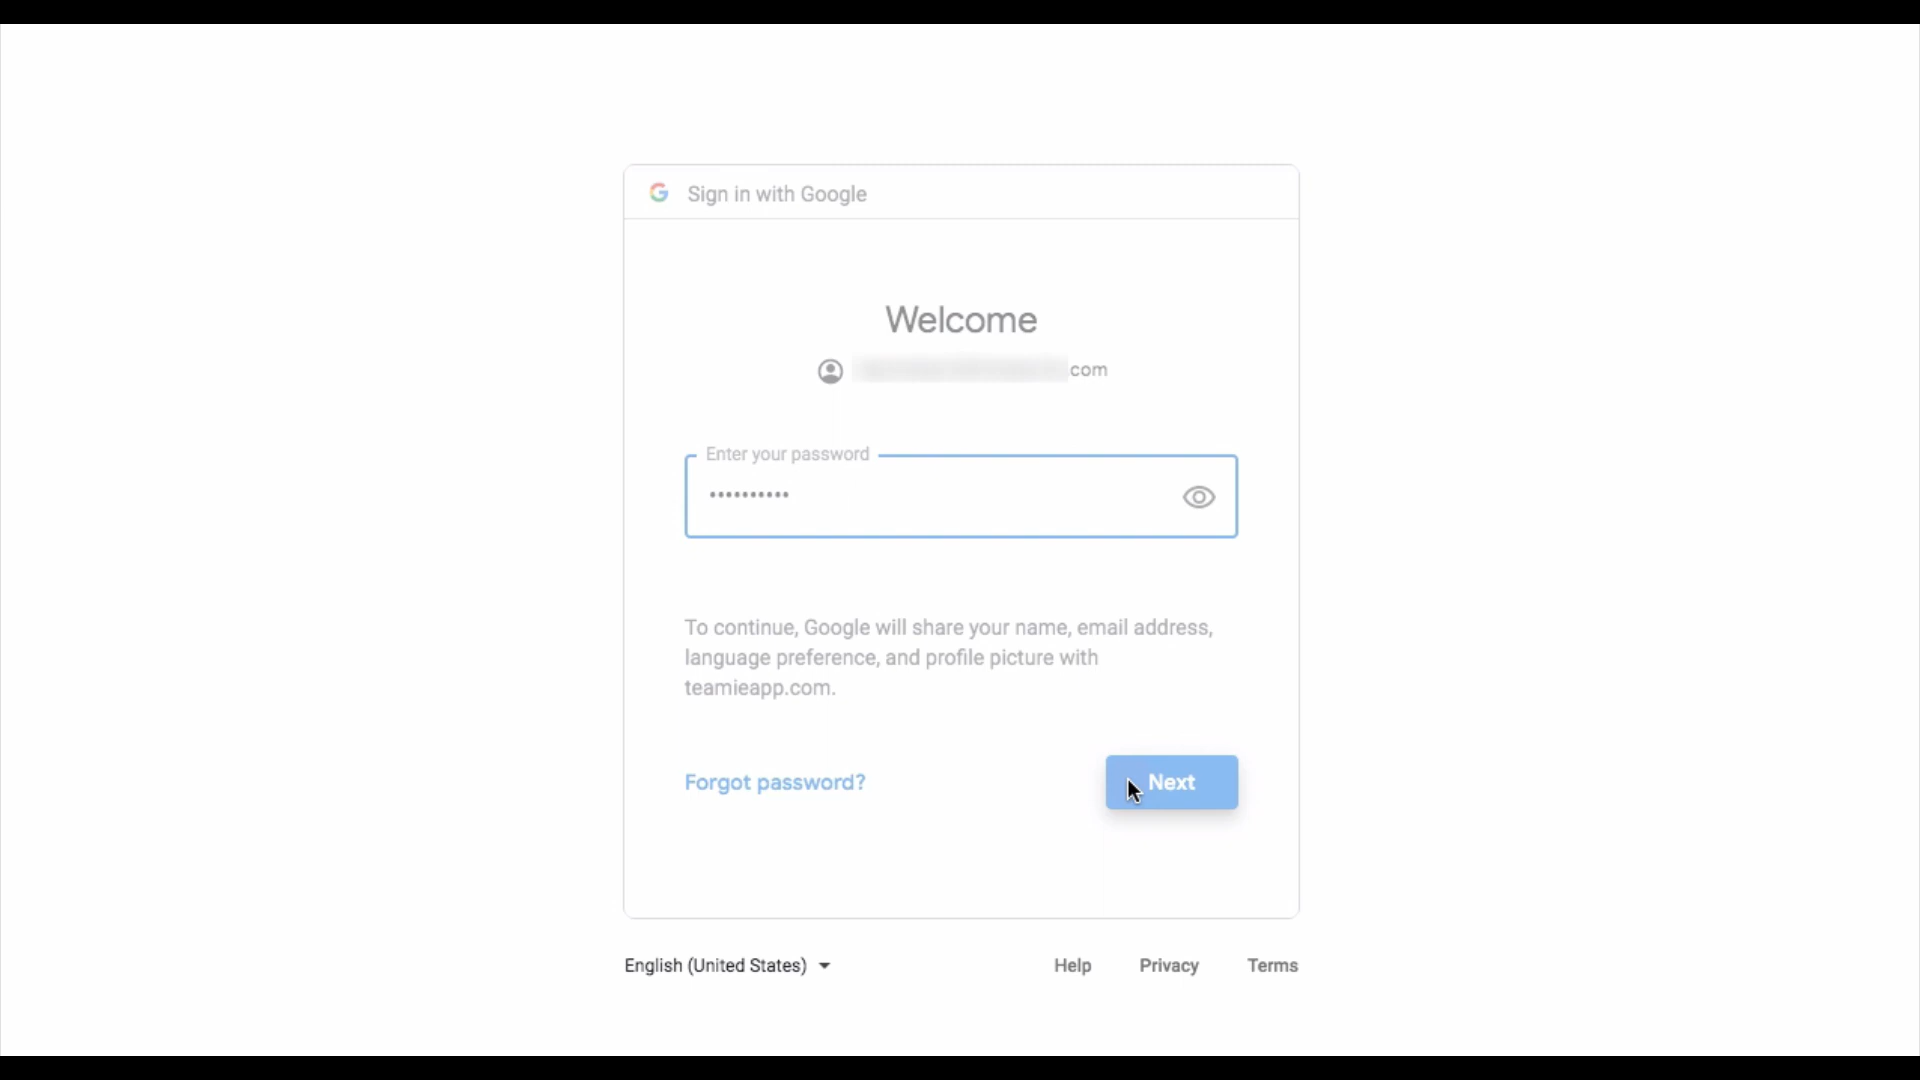 Sign in with Google
Welcome
.com
Enter your password
••••••••••
To continue, Google will share your name, email address,
language preference, and profile picture with
teamieapp.com.
Forgot password?
Next
English (United States)
Help Privacy Terms